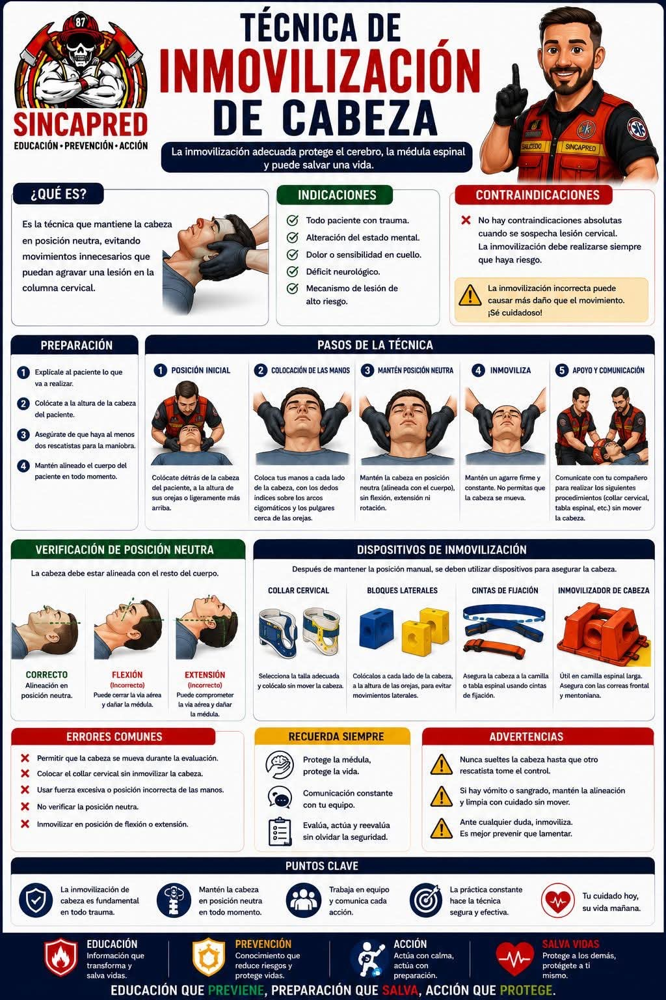 87
SINCAPRED
EDUCACIÓN • PREVENCIÓN • ACCIÓN
TÉCNICA DE
INMOVILIZACIÓN
DE CABEZA
La inmovilización adecuada protege el cerebro, la médula espinal
y puede salvar una vida.
SALCEDO
SINCAPRED
¿QUÉ ES?
Es la técnica que mantiene la cabeza
en posición neutra, evitando
movimientos innecesarios que
puedan agravar una lesión en la
columna cervical.
INDICACIONES
Todo paciente con trauma.
Alteración del estado mental.
Dolor o sensibilidad en cuello.
Déficit neurológico.
Mecanismo de lesión de
alto riesgo.
CONTRAINDICACIONES
No hay contraindicaciones absolutas
cuando se sospecha lesión cervical.
La inmovilización debe realizarse siempre
que haya riesgo.
La inmovilización incorrecta puede
causar más daño que el movimiento.
¡Sé cuidadoso!
PREPARACIÓN
1 Explícale al paciente lo que
va a realizar.
2 Colócate a la altura de la cabeza
del paciente.
3 Asegúrate de que haya al menos
dos rescatistas para la maniobra.
4 Mantén alineado el cuerpo del
paciente en todo momento.
PASOS DE LA TÉCNICA
1 POSICIÓN INICIAL
Colócate detrás de la cabeza
del paciente, a la altura de
sus orejas o ligeramente más
arriba.
2 COLOCACIÓN DE LAS MANOS
Coloca tus manos a cada lado
de la cabeza, con los dedos
índices sobre los arcos
cigomáticos y los pulgares
cerca de las orejas.
3 MANTÉN POSICIÓN NEUTRA
Mantén la cabeza en posición
neutra (alineada con el cuerpo),
sin flexión, extensión ni
rotación.
4 INMOVILIZA
Mantén un agarre firme y
constante. No permitas que
la cabeza se mueva.
5 APOYO Y COMUNICACIÓN
Comunicate con tu compañero
para realizar los siguientes
procedimientos (collar cervical,
tabla espinal, etc.) sin mover
la cabeza.
VERIFICACIÓN DE POSICIÓN NEUTRA
La cabeza debe estar alineada con el resto del cuerpo.
CORRECTO
Alineación en
posición neutra.
FLEXIÓN
(Incorrecto)
Puede cerrar la via aérea
y dañar la médula.
EXTENSIÓN
(Incorrecto)
Puede comprometer
la via aérea y dañar
la médula.
DISPOSITIVOS DE INMOVILIZACIÓN
Después de mantener la posición manual, se deben utilizar dispositivos para asegurar la cabeza.
COLLAR CERVICAL
Selecciona la talla adecuada
y colócalo sin mover la cabeza.
BLOQUES LATERALES
Colócalos a cada lado de la cabeza,
a la altura de las orejas, para evitar
movimientos laterales.
CINTAS DE FIJACIÓN
Asegura la cabeza a la camilla
o tabla espinal usando cintas
de fijación.
INMOVILIZADOR DE CABEZA
Útil en camilla espinal larga.
Asegura con las correas frontal
y mentoniana.
ERRORES COMUNES
Permitir que la cabeza se mueva durante la evaluación.
Colocar el collar cervical sin inmovilizar la cabeza.
Usar fuerza excesiva o posición incorrecta de las manos.
No verificar la posición neutra.
Inmovilizar en posición de flexión o extensión.
RECUERDA SIEMPRE
Protege la médula,
protege la vida.
Comunicación constante
con tu equipo.
Evalúa, actúa y reevalúa
sin olvidar la seguridad.
ADVERTENCIAS
Nunca sueltes la cabeza hasta que otro
rescatista tome el control.
Si hay vómito o sangrado, mantén la alineación
y limpia con cuidado sin mover.
Ante cualquier duda, inmoviliza.
Es mejor prevenir que lamentar.
PUNTOS CLAVE
La inmovilización de
cabeza es fundamental
en todo trauma.
Mantén la cabeza
en posición neutra
en todo momento.
Trabaja en equipo
y comunica cada
acción.
La práctica constante
hace la técnica
segura y efectiva.
Tu cuidado hoy,
su vida mañana.
EDUCACIÓN
Información que
transforma y
salva vidas.
PREVENCIÓN
Conocimiento que
reduce riesgos y
protege vidas.
ACCIÓN
Actúa con calma,
actúa con
preparación.
SALVA VIDAS
Protege a los demás,
protégete a ti
mismo.
EDUCACIÓN QUE PREVIENE, PREPARACIÓN QUE SALVA, ACCIÓN QUE PROTEGE.